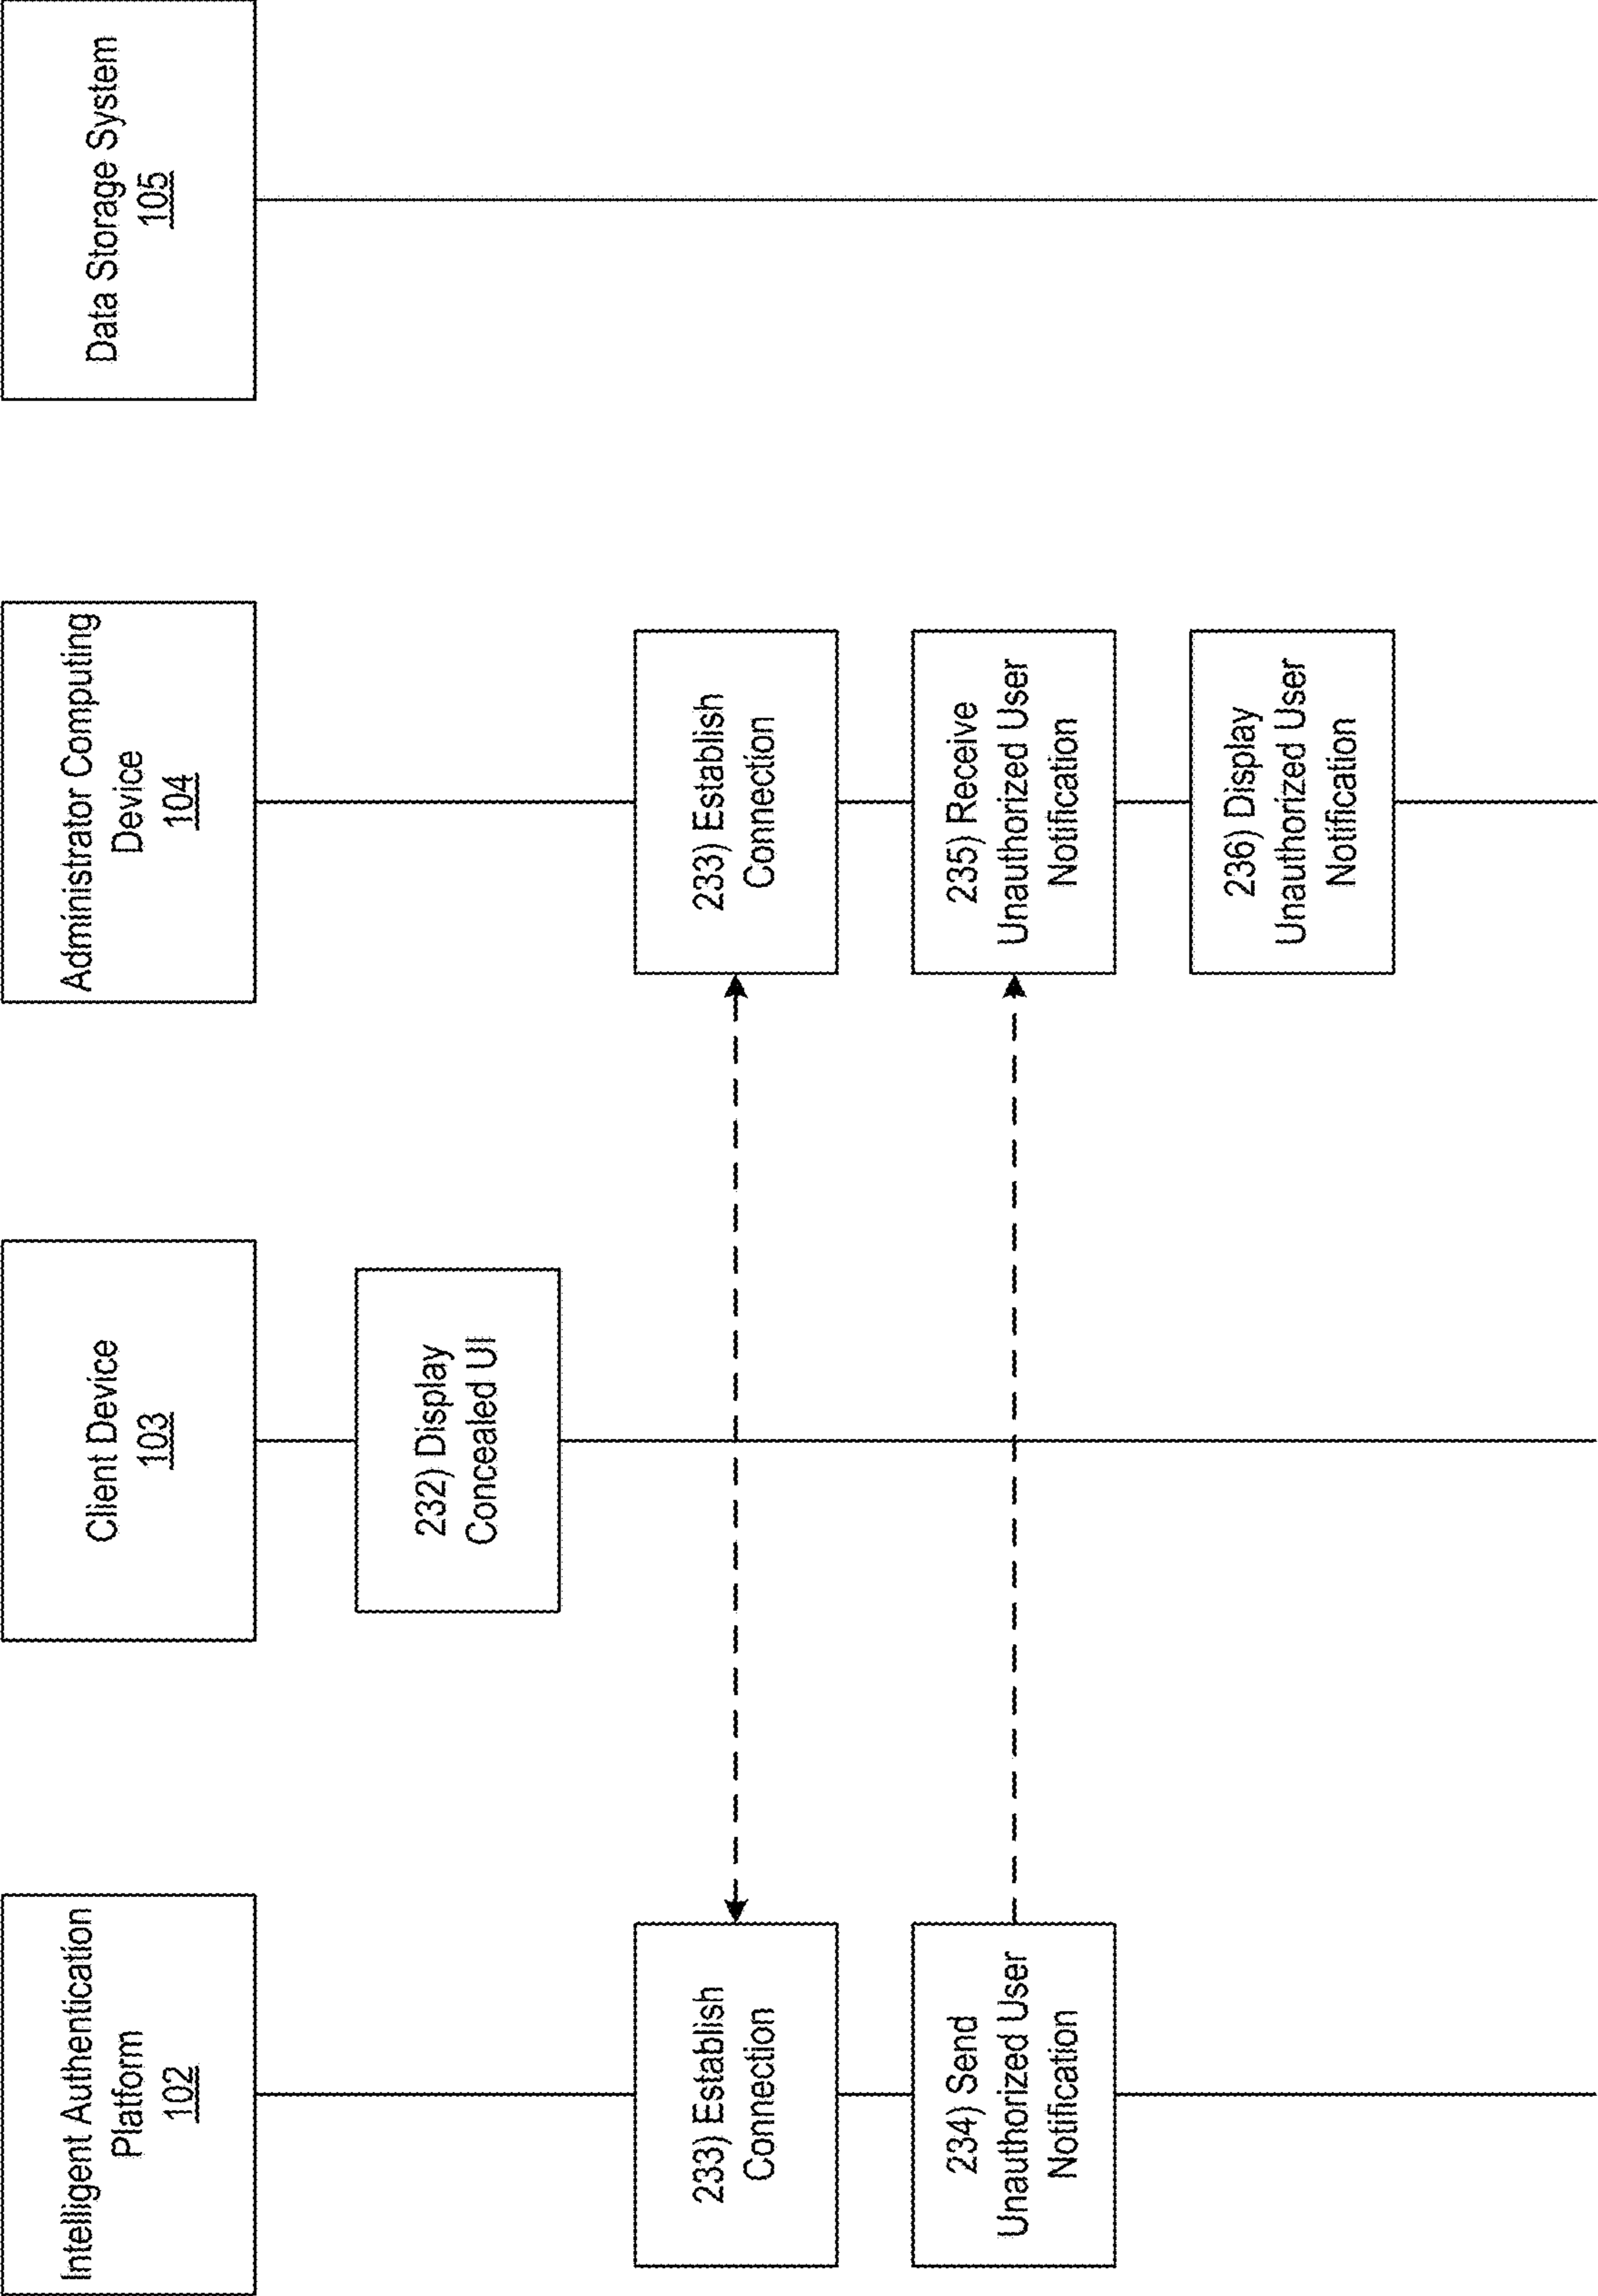 Intelligent Authentication
Platform
102
Client Device
103
Administrator Computing
Device
104
Data Storage System
105
232) Display
Concealed UI
233) Establish
Connection
233) Establish
Connection
234) Send
Unauthorized User
Notification
235) Receive
Unauthorized User
Notification
236) Display
Unauthorized User
Notification